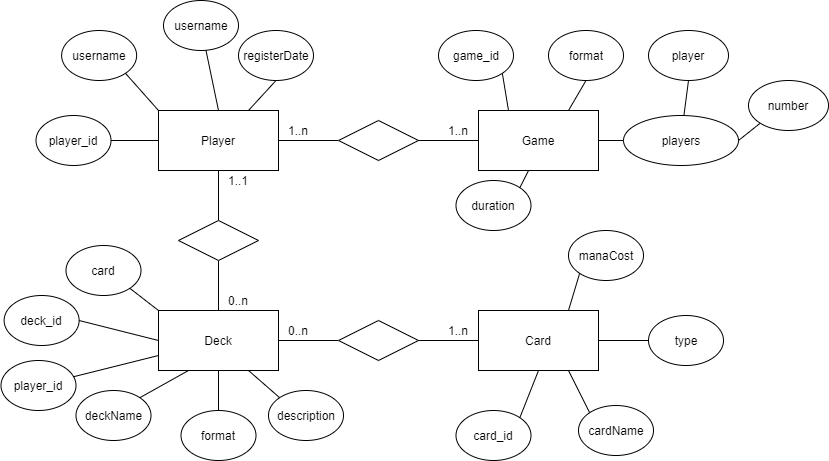 username
username
registerDate
game_id
format
player
number
player_id
Player
1..n
1..n
Game
players
1..1
duration
manaCost
card
0..n
deck_id
Deck
0..n
1..n
Card
type
player_id
deckName
format
description
card_id
cardName